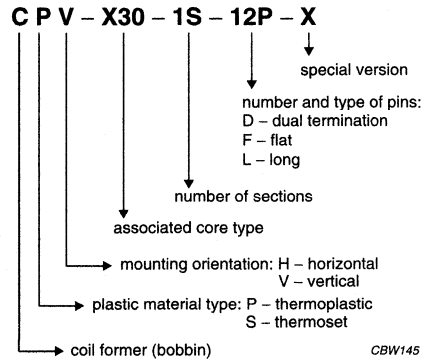 C P V – X30 – 1S – 12P – X
special version
number and type of pins:
D – dual termination
F – flat
L – long
number of sections
associated core type
mounting orientation: H – horizontal
V – vertical
plastic material type: P – thermoplastic
S – thermoset
coil former (bobbin)
CBW145